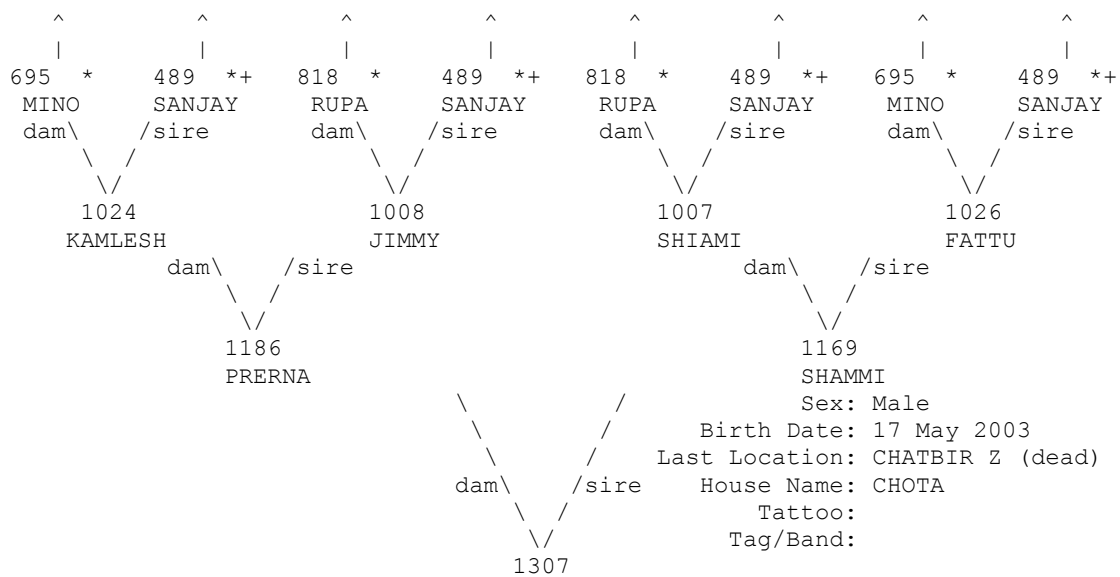 ^ ^ ^ ^ ^ ^ ^ ^
| | | | | | | |
695 * 489 *+ 818 * 489 *+ 818 * 489 *+ 695 * 489 *+
MINO SANJAY RUPA SANJAY RUPA SANJAY MINO SANJAY
dam\ /sire dam\ /sire dam\ /sire dam\ /sire
\ / \ / \ / \ /
\/ \/ \/ \/
1024 1008 1007 1026
KAMLESH JIMMY SHIAMI FATTU
dam\ /sire dam\ /sire
\ / \ /
\/ \/
1186 1169
PRERNA SHAMMI
\ / Sex: Male
\ / Birth Date: 17 May 2003
\ / Last Location: CHATBIR Z (dead)
dam\ /sire House Name: CHOTA
\ / Tattoo:
\/ Tag/Band:
1307